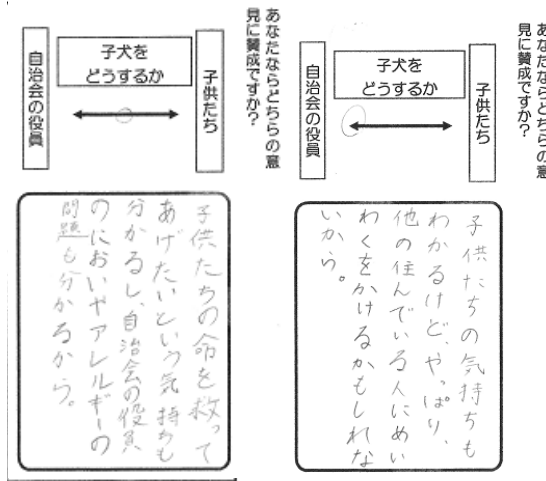 あなたならどちらの意
見に賛成ですか？
子供たち
子犬を
どうするか
自治会の役員
子供たちの気持ちも
わかるけど、やっぱり、
他の住んでいる人にめい
わくをかけるかもしれな
いから。
あなたならどちらの意
見に賛成ですか？
子供たち
子犬を
どうするか
自治会の役員
子供たちの命を救って
あげたいという気持ちも
分かるし、自治会の役員
のにおいやアレルギーの
問題も分かるから。